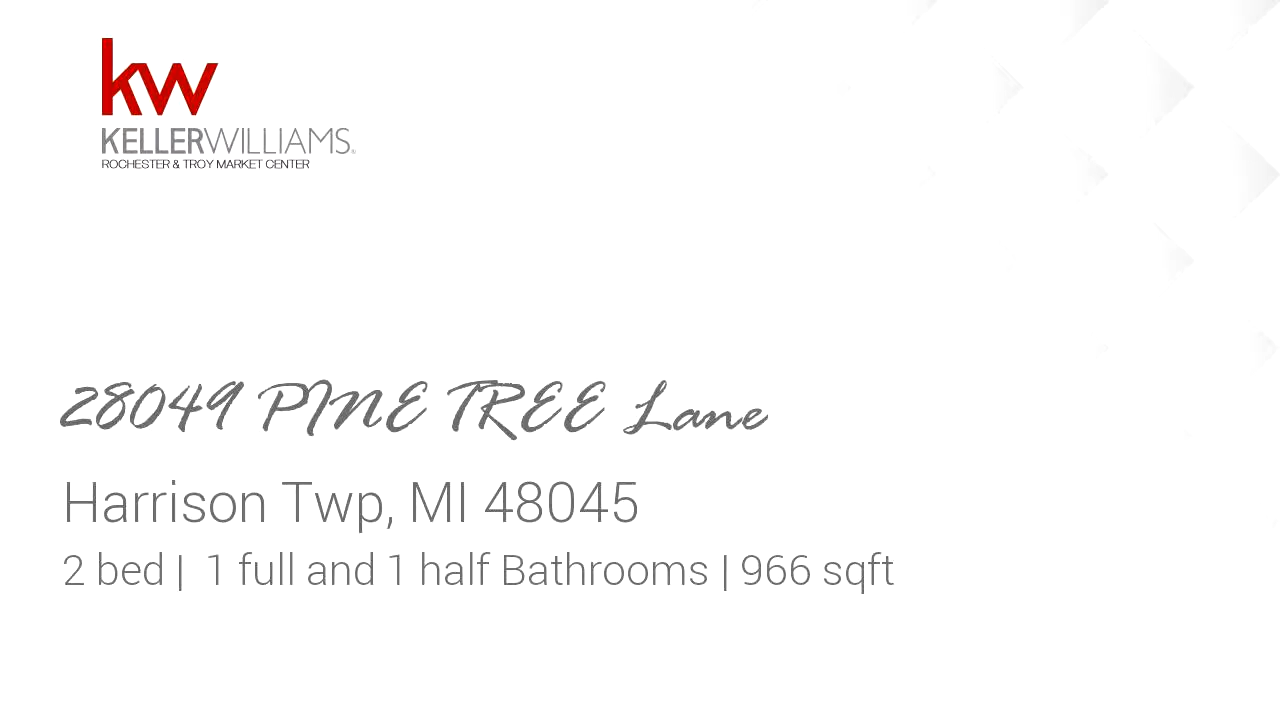 kw
KELLERWILLIAMS®
ROCHESTER & TROY MARKET CENTER
28049 PINE TREE Lane
Harrison Twp, MI 48045
2 bed | 1 full and 1 half Bathrooms | 966 sqft